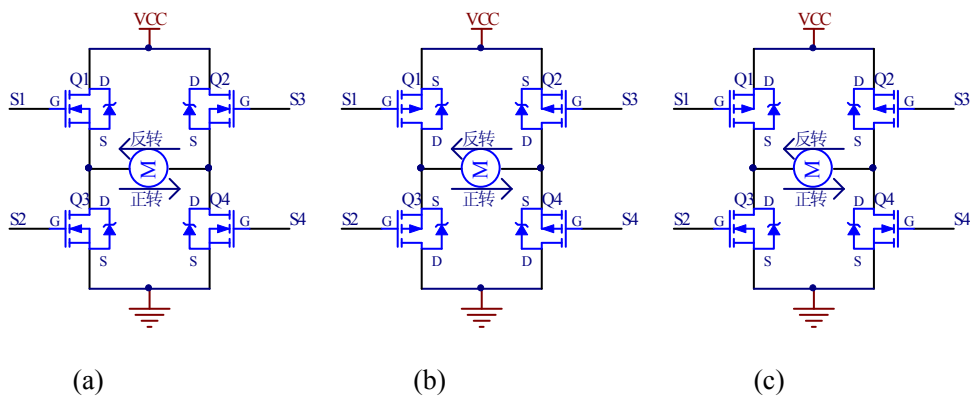 VCC VCC VCC
Q1 D D Q2 Q1 S S Q2 Q1 D D Q2
S1 G G S3 S1 G G S3 S1 G G S3
S S D D S S
反转 反转 反转
M M M
正转 正转 正转
Q3 D D Q4 Q3 S S Q4 Q3 D D Q4
S2 G G S4 S2 G G S4 S2 G G S4
S S D D S S
(a) (b) (c)